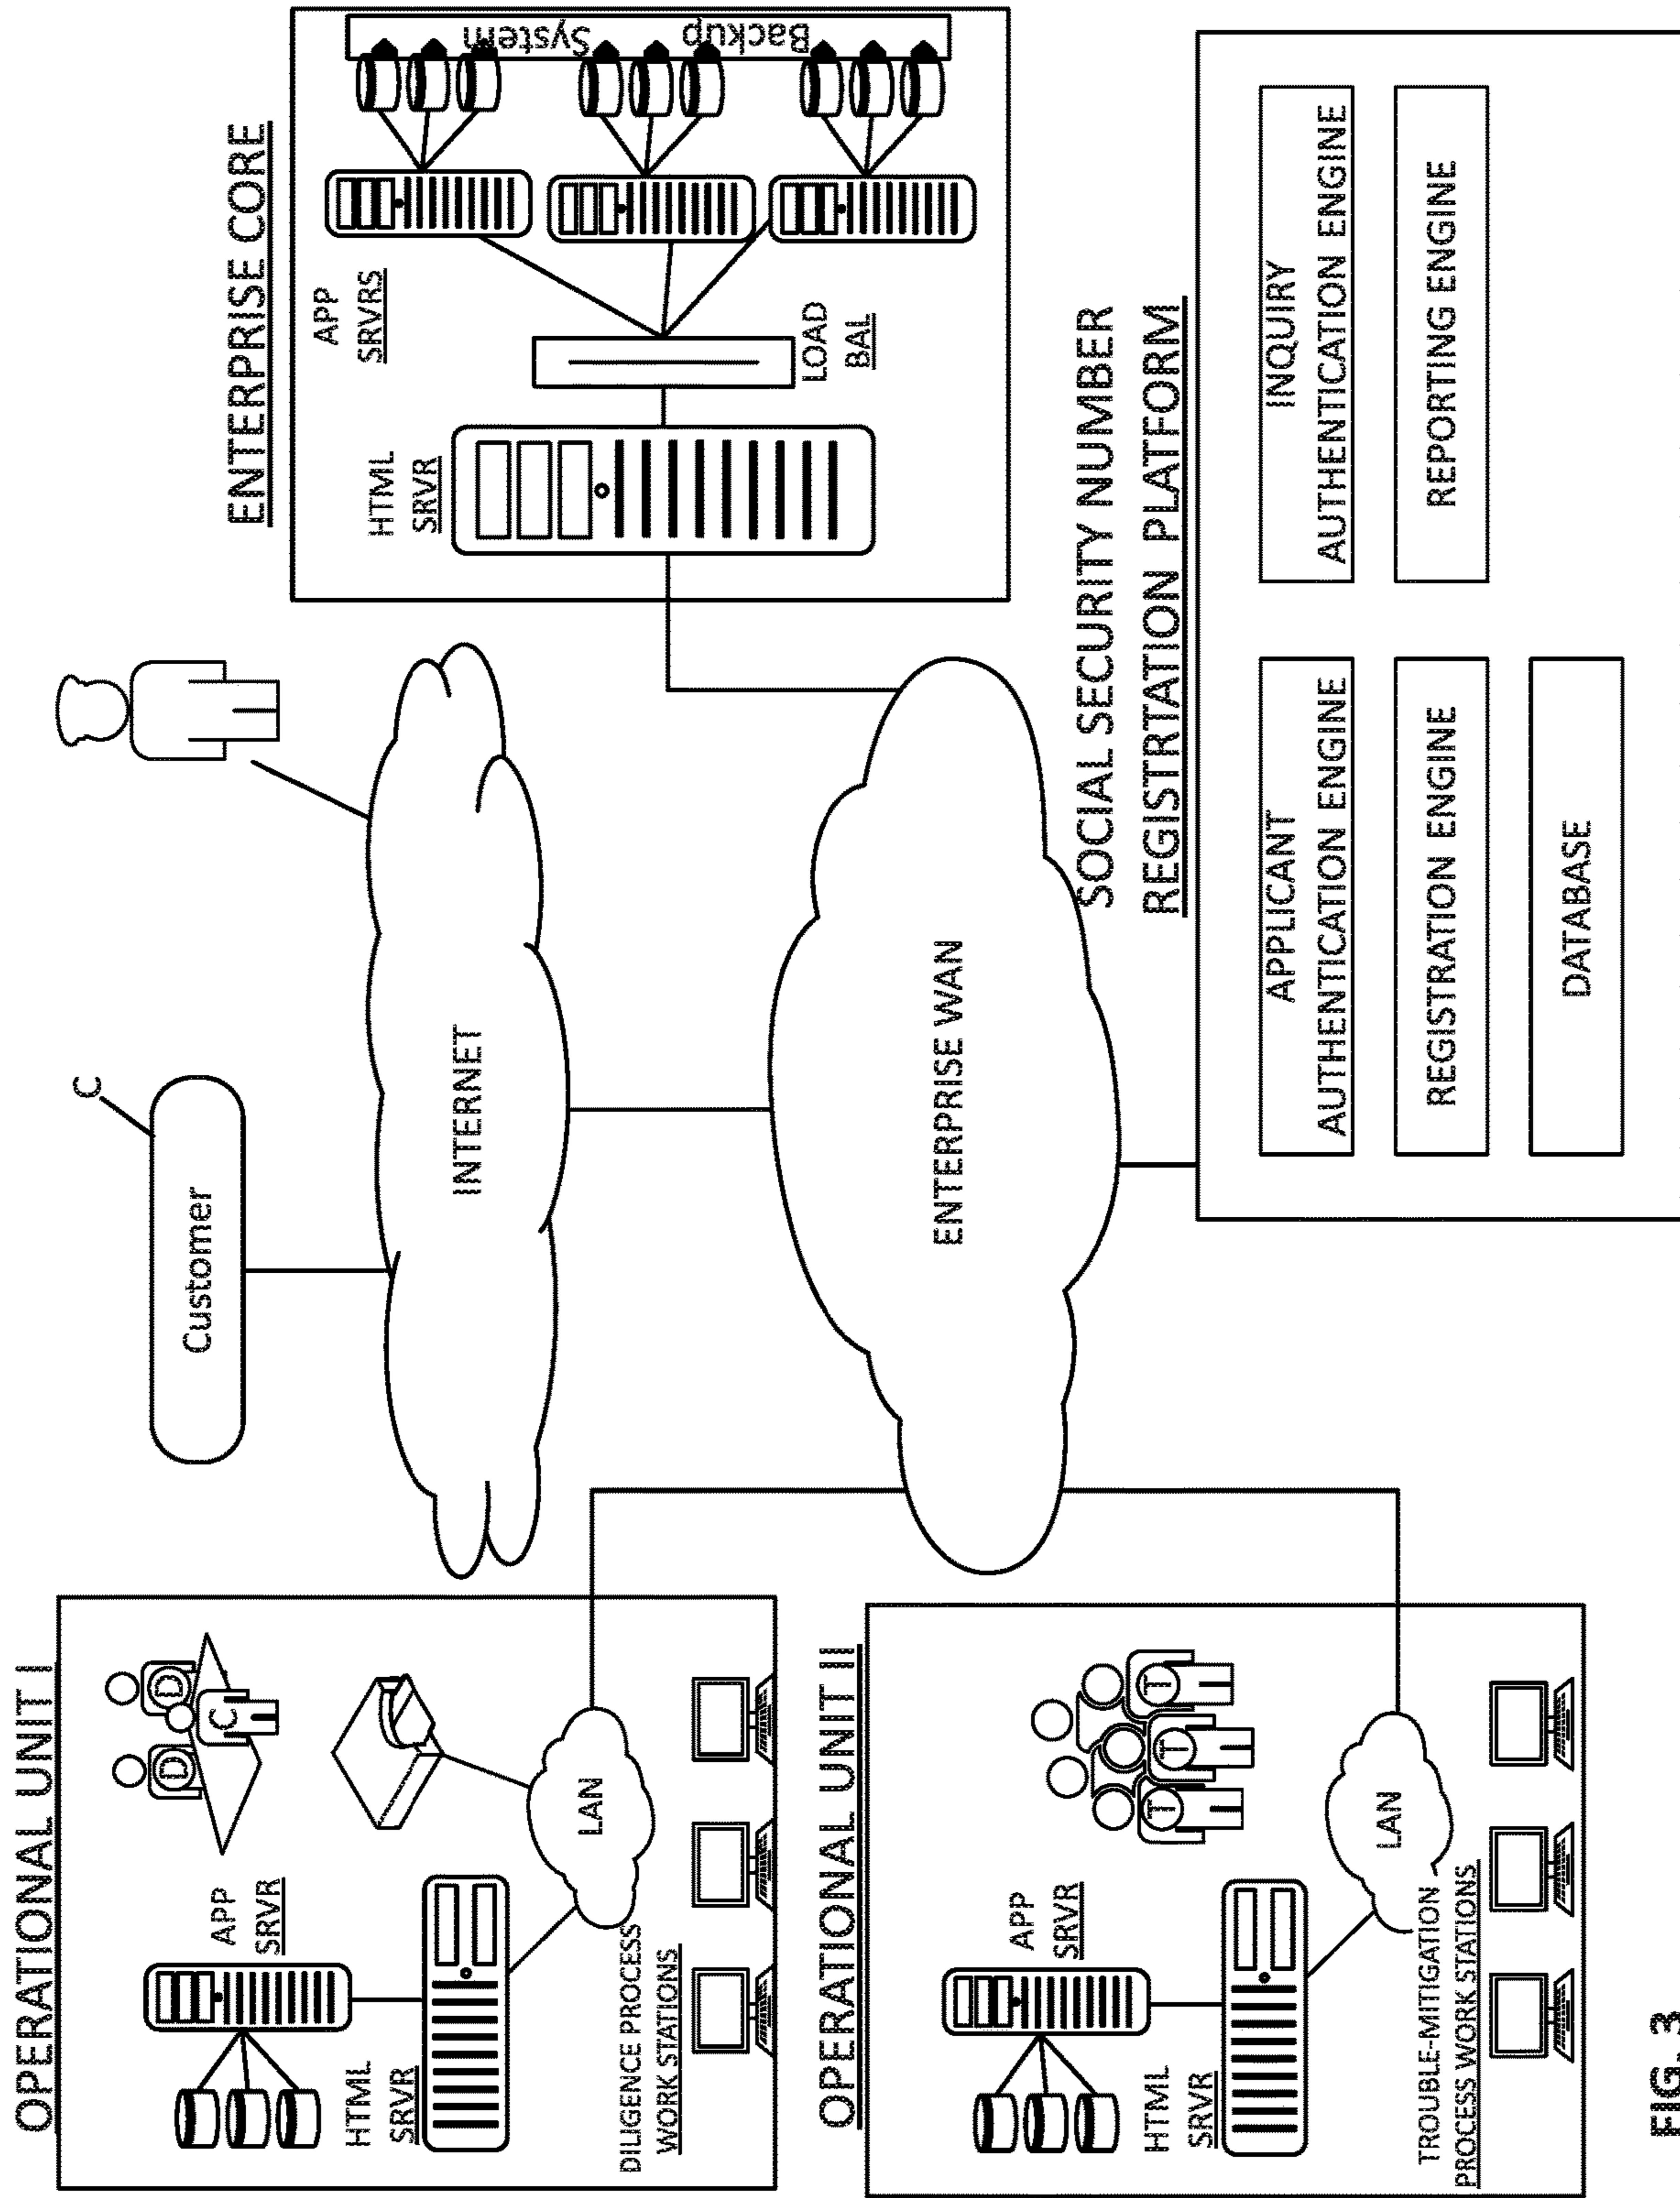 OPERATIONAL UNIT I
D
D
C
APP
SRVR
HTML
SRVR
LAN
DILIGENCE PROCESS
WORK STATIONS
OPERATIONAL UNIT II
T
T
T
APP
SRVR
HTML
SRVR
LAN
TROUBLE-MITIGATION
PROCESS WORK STATIONS
C
Customer
INTERNET
ENTERPRISE WAN
ENTERPRISE CORE
APP
SRVRS
HTML
SRVR
LOAD
BAL
Backup
System
SOCIAL SECURITY NUMBER
REGISTRTATION PLATFORM
APPLICANT
AUTHENTICATION ENGINE
INQUIRY
AUTHENTICATION ENGINE
REGISTRATION ENGINE
REPORTING ENGINE
DATABASE
FIG. 3